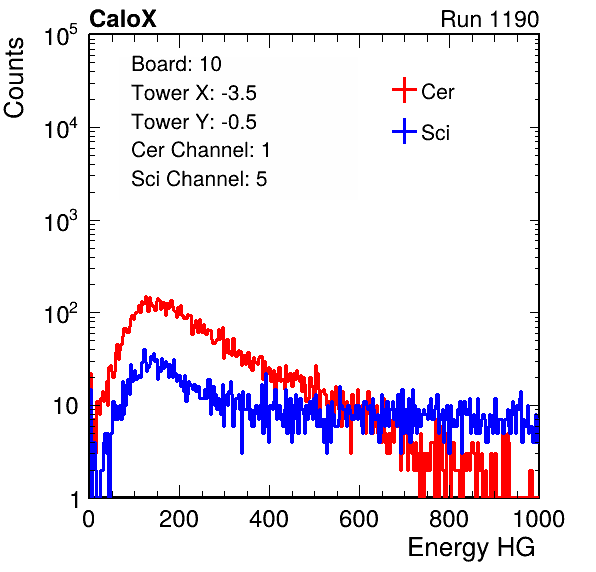 CaloX Run 1190
Counts
10^5
10^4
10^3
10^2
10
1
Board: 10
Tower X: -3.5
Tower Y: -0.5
Cer Channel: 1
Sci Channel: 5
Cer
Sci
0 200 400 600 800 1000
Energy HG